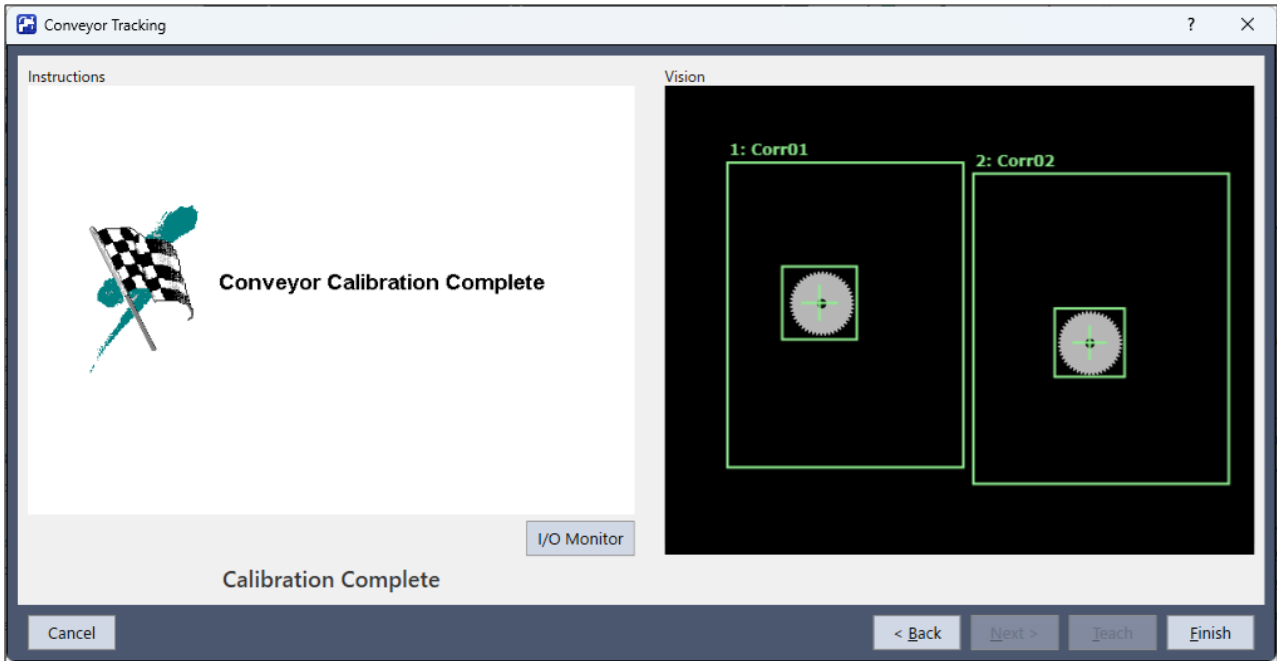 Conveyor Tracking
?
Instructions
Vision
Conveyor Calibration Complete
1: Corr01
2: Corr02
I/O Monitor
Calibration Complete
Cancel
< Back
Next >
Teach
Finish